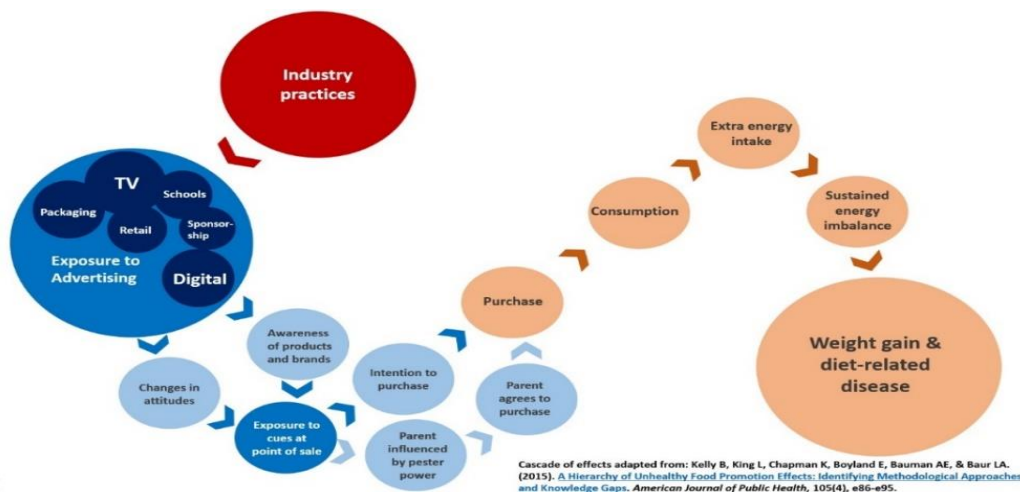 Industry
practices
TV
Schools
Packaging
Retail
Sponsor-
ship
Exposure to
Advertising
Digital
Changes in
attitudes
Awareness
of products
and brands
Exposure to
cues at
point of sale
Intention to
purchase
Parent
influenced
by pester
power
Parent
agrees to
purchase
Purchase
Consumption
Extra energy
intake
Sustained
energy
imbalance
Weight gain &
diet-related
disease
Cascade of effects adapted from: Kelly B, King L, Chapman K, Boyland E, Bauman AE, & Baur LA.
(2015). A Hierarchy of Unhealthy Food Promotion Effects: Identifying Methodological Approaches
and Knowledge Gaps. American Journal of Public Health, 105(4), e86-e95.